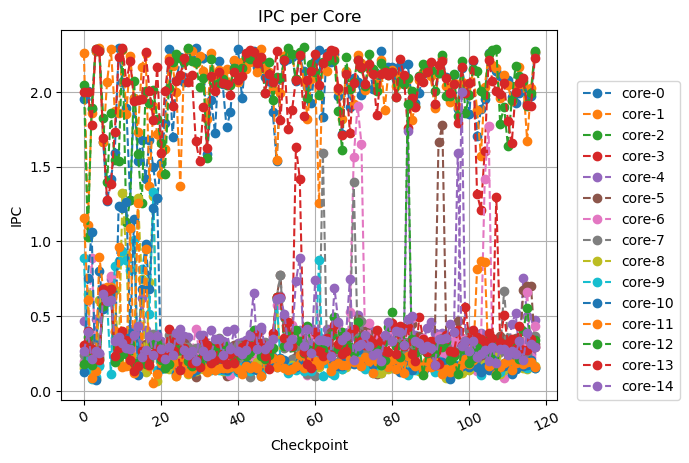 IPC per Core
IPC
2.0
1.5
1.0
0.5
0.0
0
20
40
60
80
100
120
Checkpoint
core-0
core-1
core-2
core-3
core-4
core-5
core-6
core-7
core-8
core-9
core-10
core-11
core-12
core-13
core-14